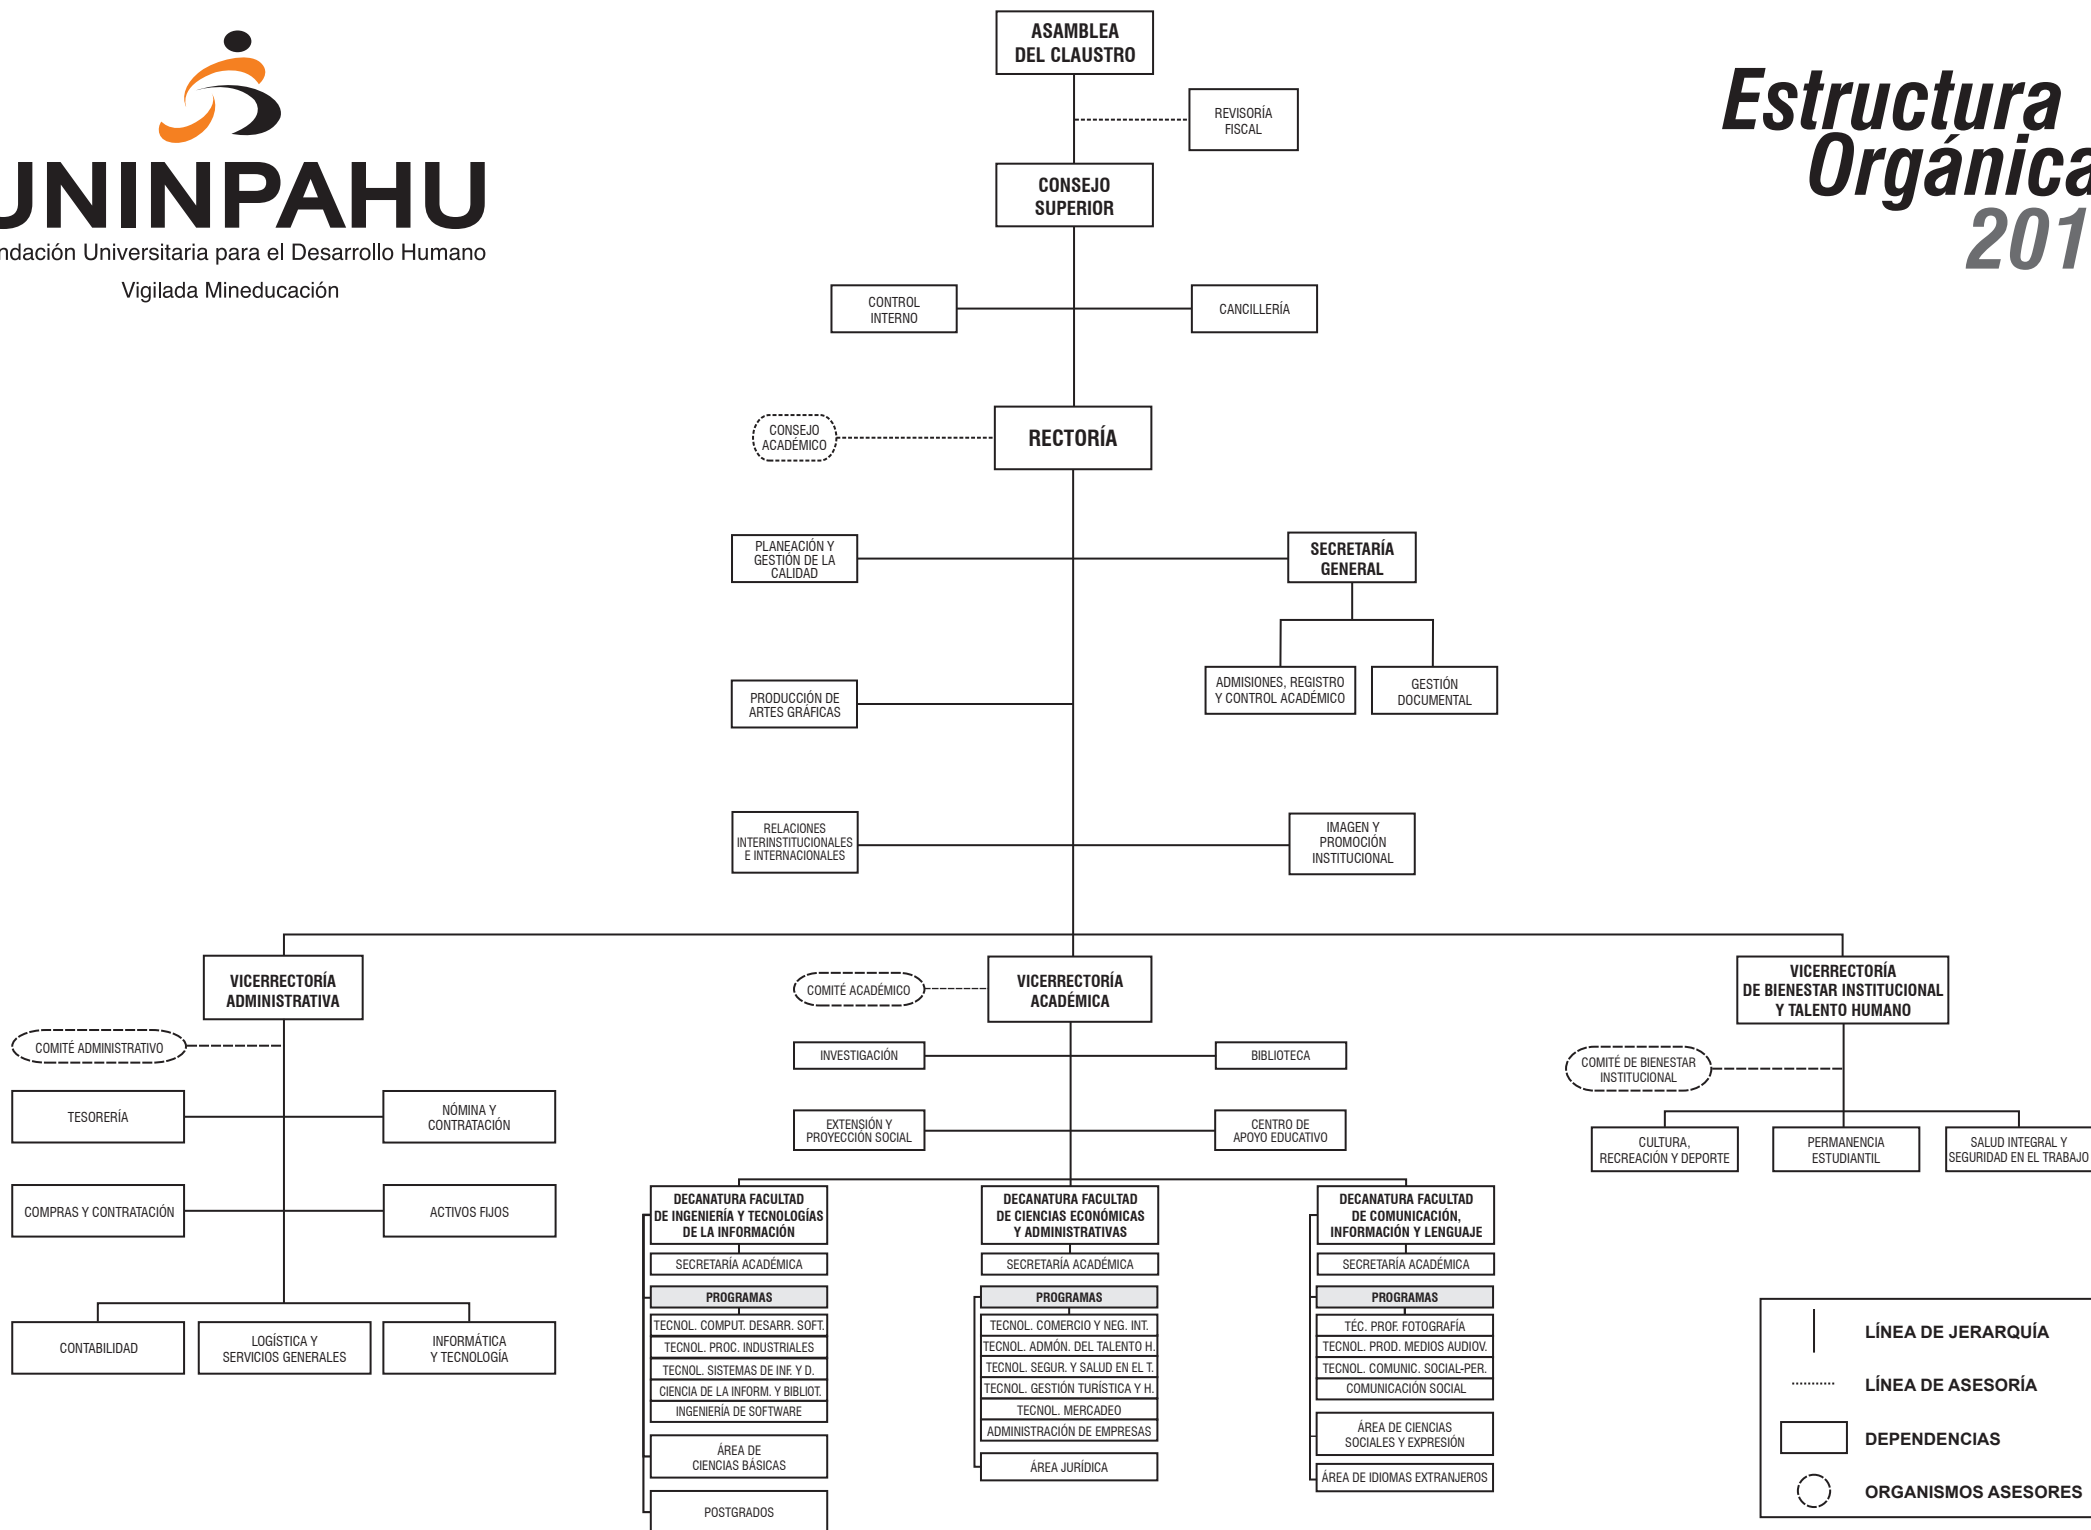 UNINPAHU
ndación Universitaria para el Desarrollo Humano
Vigilada Mineducación
Estructura
Orgánica
201
ASAMBLEA
DEL CLAUSTRO
REVISORÍA
FISCAL
CONSEJO
SUPERIOR
CONTROL
INTERNO
CANCILLERÍA
CONSEJO
ACADÉMICO
RECTORÍA
PLANEACIÓN Y
GESTIÓN DE LA
CALIDAD
SECRETARÍA
GENERAL
ADMISIONES, REGISTRO
Y CONTROL ACADÉMICO
GESTIÓN
DOCUMENTAL
PRODUCCIÓN DE
ARTES GRÁFICAS
RELACIONES
INTERINSTITUCIONALES
E INTERNACIONALES
IMAGEN Y
PROMOCIÓN
INSTITUCIONAL
VICERRECTORÍA
ADMINISTRATIVA
COMITÉ ADMINISTRATIVO
TESORERÍA
NÓMINA Y
CONTRATACIÓN
COMPRAS Y CONTRATACIÓN
ACTIVOS FIJOS
CONTABILIDAD
LOGÍSTICA Y
SERVICIOS GENERALES
INFORMÁTICA
Y TECNOLOGÍA
COMITÉ ACADÉMICO
VICERRECTORÍA
ACADÉMICA
INVESTIGACIÓN
BIBLIOTECA
EXTENSIÓN Y
PROYECCIÓN SOCIAL
CENTRO DE
APOYO EDUCATIVO
DECANATURA FACULTAD
DE INGENIERÍA Y TECNOLOGÍAS
DE LA INFORMACIÓN
SECRETARÍA ACADÉMICA
PROGRAMAS
TECNOL. COMPUT. DESARR. SOFT.
TECNOL. PROC. INDUSTRIALES
TECNOL. SISTEMAS DE INF. Y D.
CIENCIA DE LA INFORM. Y BIBLIOT.
INGENIERÍA DE SOFTWARE
ÁREA DE
CIENCIAS BÁSICAS
POSTGRADOS
DECANATURA FACULTAD
DE CIENCIAS ECONÓMICAS
Y ADMINISTRATIVAS
SECRETARÍA ACADÉMICA
PROGRAMAS
TECNOL. COMERCIO Y NEG. INT.
TECNOL. ADMÓN. DEL TALENTO H.
TECNOL. SEGUR. Y SALUD EN EL T.
TECNOL. GESTIÓN TURÍSTICA Y H.
TECNOL. MERCADEO
ADMINISTRACIÓN DE EMPRESAS
ÁREA JURÍDICA
DECANATURA FACULTAD
DE COMUNICACIÓN,
INFORMACIÓN Y LENGUAJE
SECRETARÍA ACADÉMICA
PROGRAMAS
TÉC. PROF. FOTOGRAFÍA
TECNOL. PROD. MEDIOS AUDIOV.
TECNOL. COMUNIC. SOCIAL-PER.
COMUNICACIÓN SOCIAL
ÁREA DE CIENCIAS
SOCIALES Y EXPRESIÓN
ÁREA DE IDIOMAS EXTRANJEROS
VICERRECTORÍA
DE BIENESTAR INSTITUCIONAL
Y TALENTO HUMANO
COMITÉ DE BIENESTAR
INSTITUCIONAL
CULTURA,
RECREACIÓN Y DEPORTE
PERMANENCIA
ESTUDIANTIL
SALUD INTEGRAL Y
SEGURIDAD EN EL TRABAJO
LÍNEA DE JERARQUÍA
LÍNEA DE ASESORÍA
DEPENDENCIAS
ORGANISMOS ASESORES